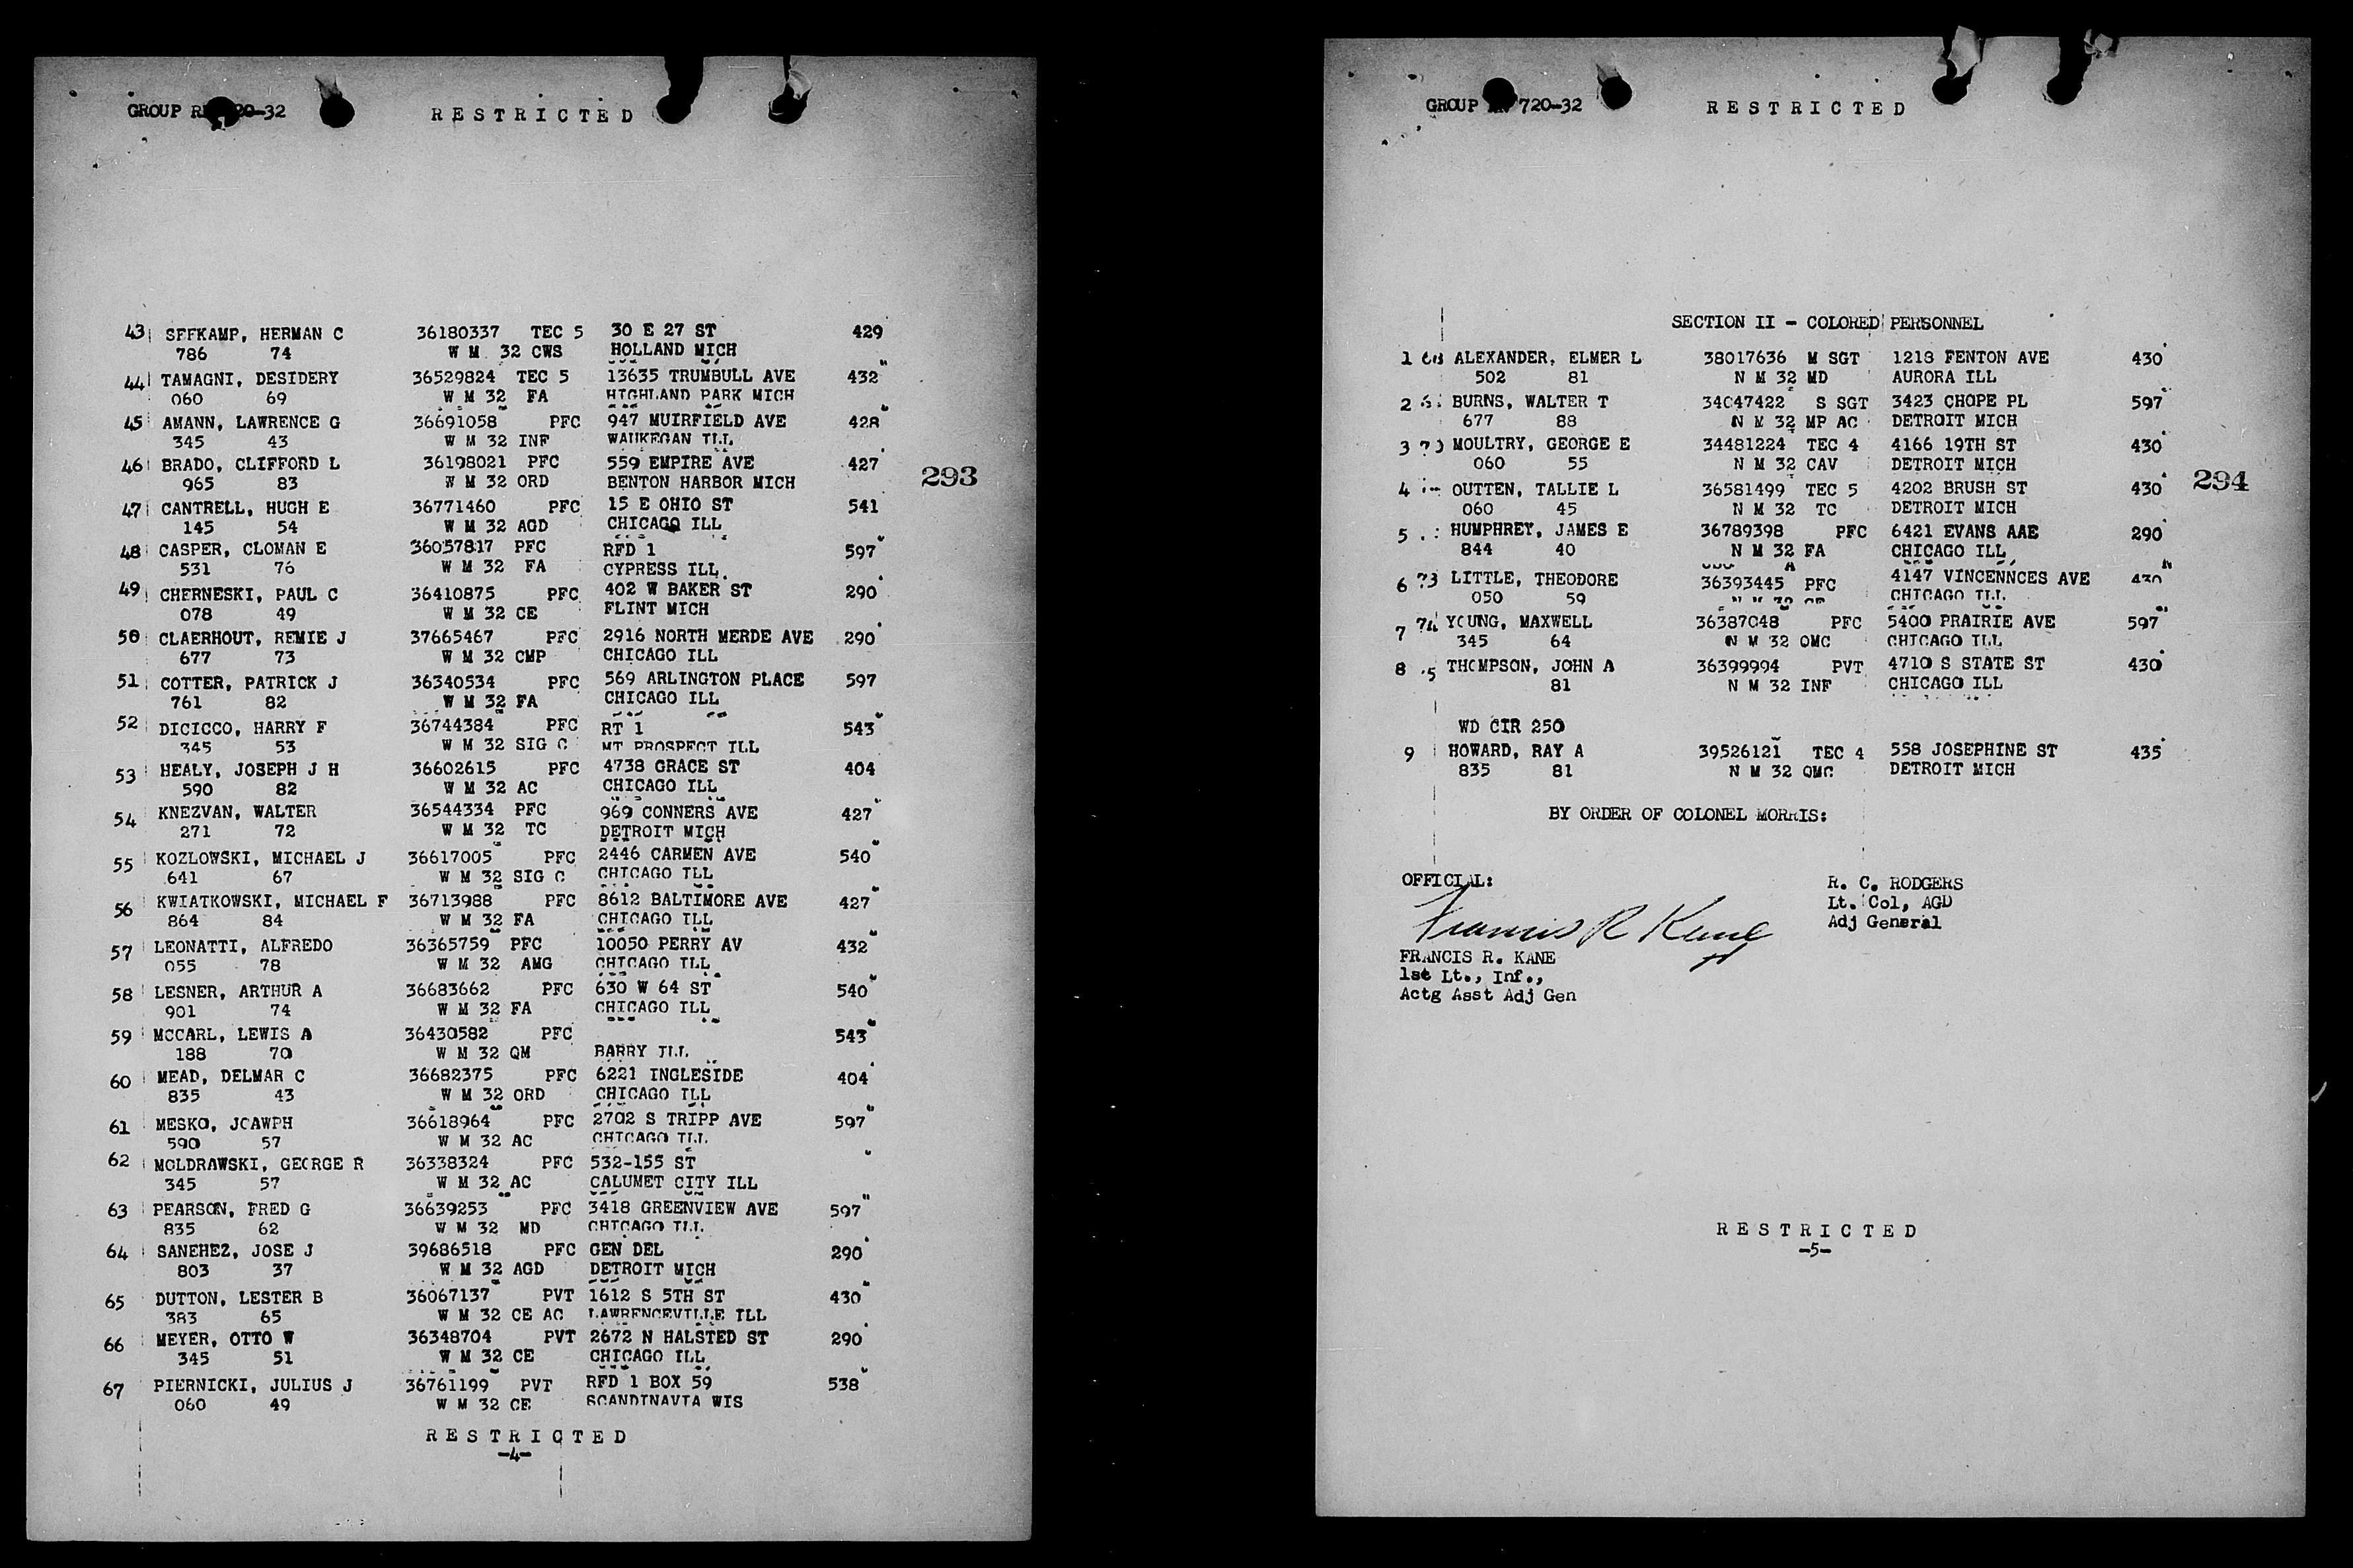 GROUP 20-32
RESTRICTED
43 SEFKAMP, HERMAN C 36180337 TEC 5 30 E 27 ST 429
786 74 W M 32 CWS HOLLAND MICH
44 TAMAGNI, DESIDERY 36529824 TEC 5 13635 TRUMBULL AVE 432
060 69 W M 32 FA HIGHLAND PARK MICH
45 AMANN, LAWRENCE G 36691058 PFC 947 MUIRFIELD AVE 428
345 43 W M 32 INF WAUKEGAN ILL
46 BRADO, CLIFFORD L 36198021 PFC 559 EMPIRE AVE 427
965 83 W M 32 ORD BENTON HARBOR MICH
293
47 CANTRELL, HUGH E 36771460 PFC 15 E OHIO ST 541
145 54 W M 32 AGD CHICAGO ILL
48 CASPER, CLOMAN E 36057817 PFC RFD 1 597
531 76 W M 32 FA CYPRESS ILL
49 CHERNESKI, PAUL C 36410875 PFC 402 W BAKER ST 290
078 49 W M 32 CE FLINT MICH
50 CLAERHOUT, REMIE J 37665467 PFC 2916 NORTH MERDE AVE 290
677 73 W M 32 CMP CHICAGO ILL
51 COTTER, PATRICK J 36340534 PFC 569 ARLINGTON PLACE 597
761 82 W M 32 FA CHICAGO ILL
52 DICICCO, HARRY F 36744384 PFC RT 1 543
345 53 W M 32 SIG C MT PROSPECT ILL
53 HEALY, JOSEPH J H 36602615 PFC 4738 GRACE ST 404
590 82 W M 32 AC CHICAGO ILL
54 KNEZVAN, WALTER 36544334 PFC 969 CONNERS AVE 427
271 72 W M 32 TC DETROIT MICH
55 KOZLOWSKI, MICHAEL J 36617005 PFC 2446 CARMEN AVE 540
641 67 W M 32 SIG C CHICAGO ILL
56 KWIATKOWSKI, MICHAEL F 36713988 PFC 8612 BALTIMORE AVE 427
864 84 W M 32 FA CHICAGO ILL
57 LEONATTI, ALFREDO 36365759 PFC 10050 PERRY AV 432
055 78 W M 32 AMG CHICAGO ILL
58 LESNER, ARTHUR A 36683662 PFC 630 W 64 ST 540
901 74 W M 32 FA CHICAGO ILL
59 MCCARL, LEWIS A 36430582 PFC 543
188 70 W M 32 QM BARRY ILL
60 MEAD, DELMAR C 36682375 PFC 6221 INGLESIDE 404
835 43 W M 32 ORD CHICAGO ILL
61 MESKO, JOAWPH 36618964 PFC 2702 S TRIPP AVE 597
590 57 W M 32 AC CHICAGO ILL
62 MOLDRAWSKI, GEORGE R 36338324 PFC 532-155 ST
345 57 W M 32 AC CALUMET CITY ILL
63 PEARSON, FRED G 36639253 PFC 3418 GREENVIEW AVE 597
835 62 W M 32 MD CHICAGO ILL
64 SANEHEZ, JOSE J 39686518 PFC GEN DEL 290
803 37 W M 32 AGD DETROIT MICH
65 DUTTON, LESTER B 36067137 PVT 1612 S 5TH ST 430
383 65 W M 32 CE AC LAWRENCEVILLE ILL
66 MEYER, OTTO W 36348704 PVT 2672 N HALSTED ST 290
345 51 W M 32 CE CHICAGO ILL
67 PIERNICKI, JULIUS J 36761199 PVT RFD 1 BOX 59 538
060 49 W M 32 CE SCANDINAVIA WIS
RESTRICTED
-4-
GROUP 720-32
RESTRICTED
SECTION II - COLORED PERSONNEL
1 68 ALEXANDER, ELMER L 38017636 M SGT 1218 FENTON AVE 430
502 81 N M 32 MD AURORA ILL
2 BURNS, WALTER T 34047422 S SGT 3423 CHOPE PL 597
677 88 N M 32 MP AC DETROIT MICH
3 70 MOULTRY, GEORGE E 34481224 TEC 4 4166 19TH ST 430
060 55 N M 32 CAV DETROIT MICH
4 OUTTEN, TALLIE L 36581499 TEC 5 4202 BRUSH ST 430
060 45 N M 32 TC DETROIT MICH
294
5 HUMPHREY, JAMES E 36789398 PFC 6421 EVANS AAE 290
844 40 N M 32 FA CHICAGO ILL
6 73 LITTLE, THEODORE 36393445 PFC 4147 VINCENNCES AVE 430
050 59 CHICAGO ILL
7 74 YOUNG, MAXWELL 36387048 PFC 5400 PRAIRIE AVE 597
345 64 N M 32 QMC CHICAGO ILL
8 5 THOMPSON, JOHN A 36399994 PVT 4710 S STATE ST 430
81 N M 32 INF CHICAGO ILL
WD CIR 250
9 HOWARD, RAY A 39526121 TEC 4 558 JOSEPHINE ST 435
835 81 N M 32 QMC DETROIT MICH
BY ORDER OF COLONEL MORRIS:
OFFICIAL:
Francis R Kane
FRANCIS R. KANE
1st Lt., Inf.,
Actg Asst Adj Gen
R. C. RODGERS
Lt. Col, AGD
Adj General
RESTRICTED
-5-